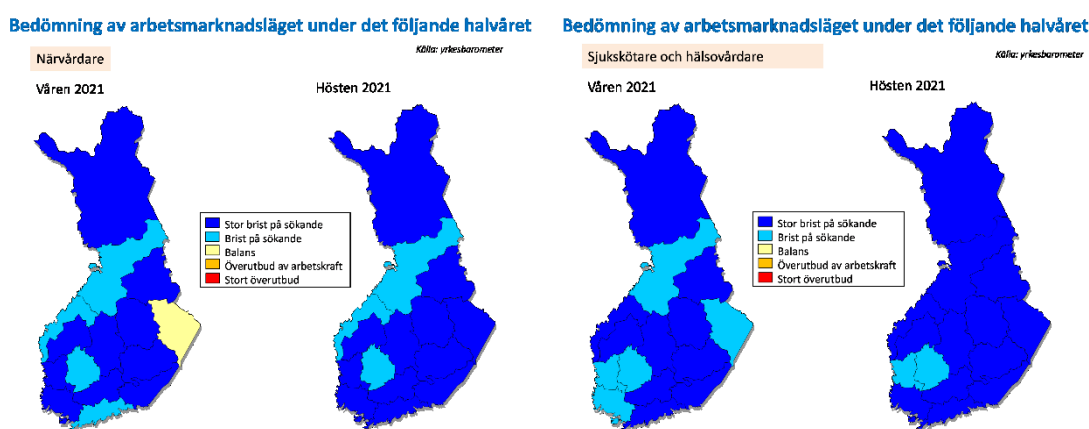 Bedömning av arbetsmarknadsläget under det följande halvåret
Källa: yrkesbarometer
Närvårdare
Våren 2021
Hösten 2021
Stor brist på sökande
Brist på sökande
Balans
Överutbud av arbetskraft
Stort överutbud
Bedömning av arbetsmarknadsläget under det följande halvåret
Källa: yrkesbarometer
Sjukskötare och hälsovårdare
Våren 2021
Hösten 2021
Stor brist på sökande
Brist på sökande
Balans
Överutbud av arbetskraft
Stort överutbud